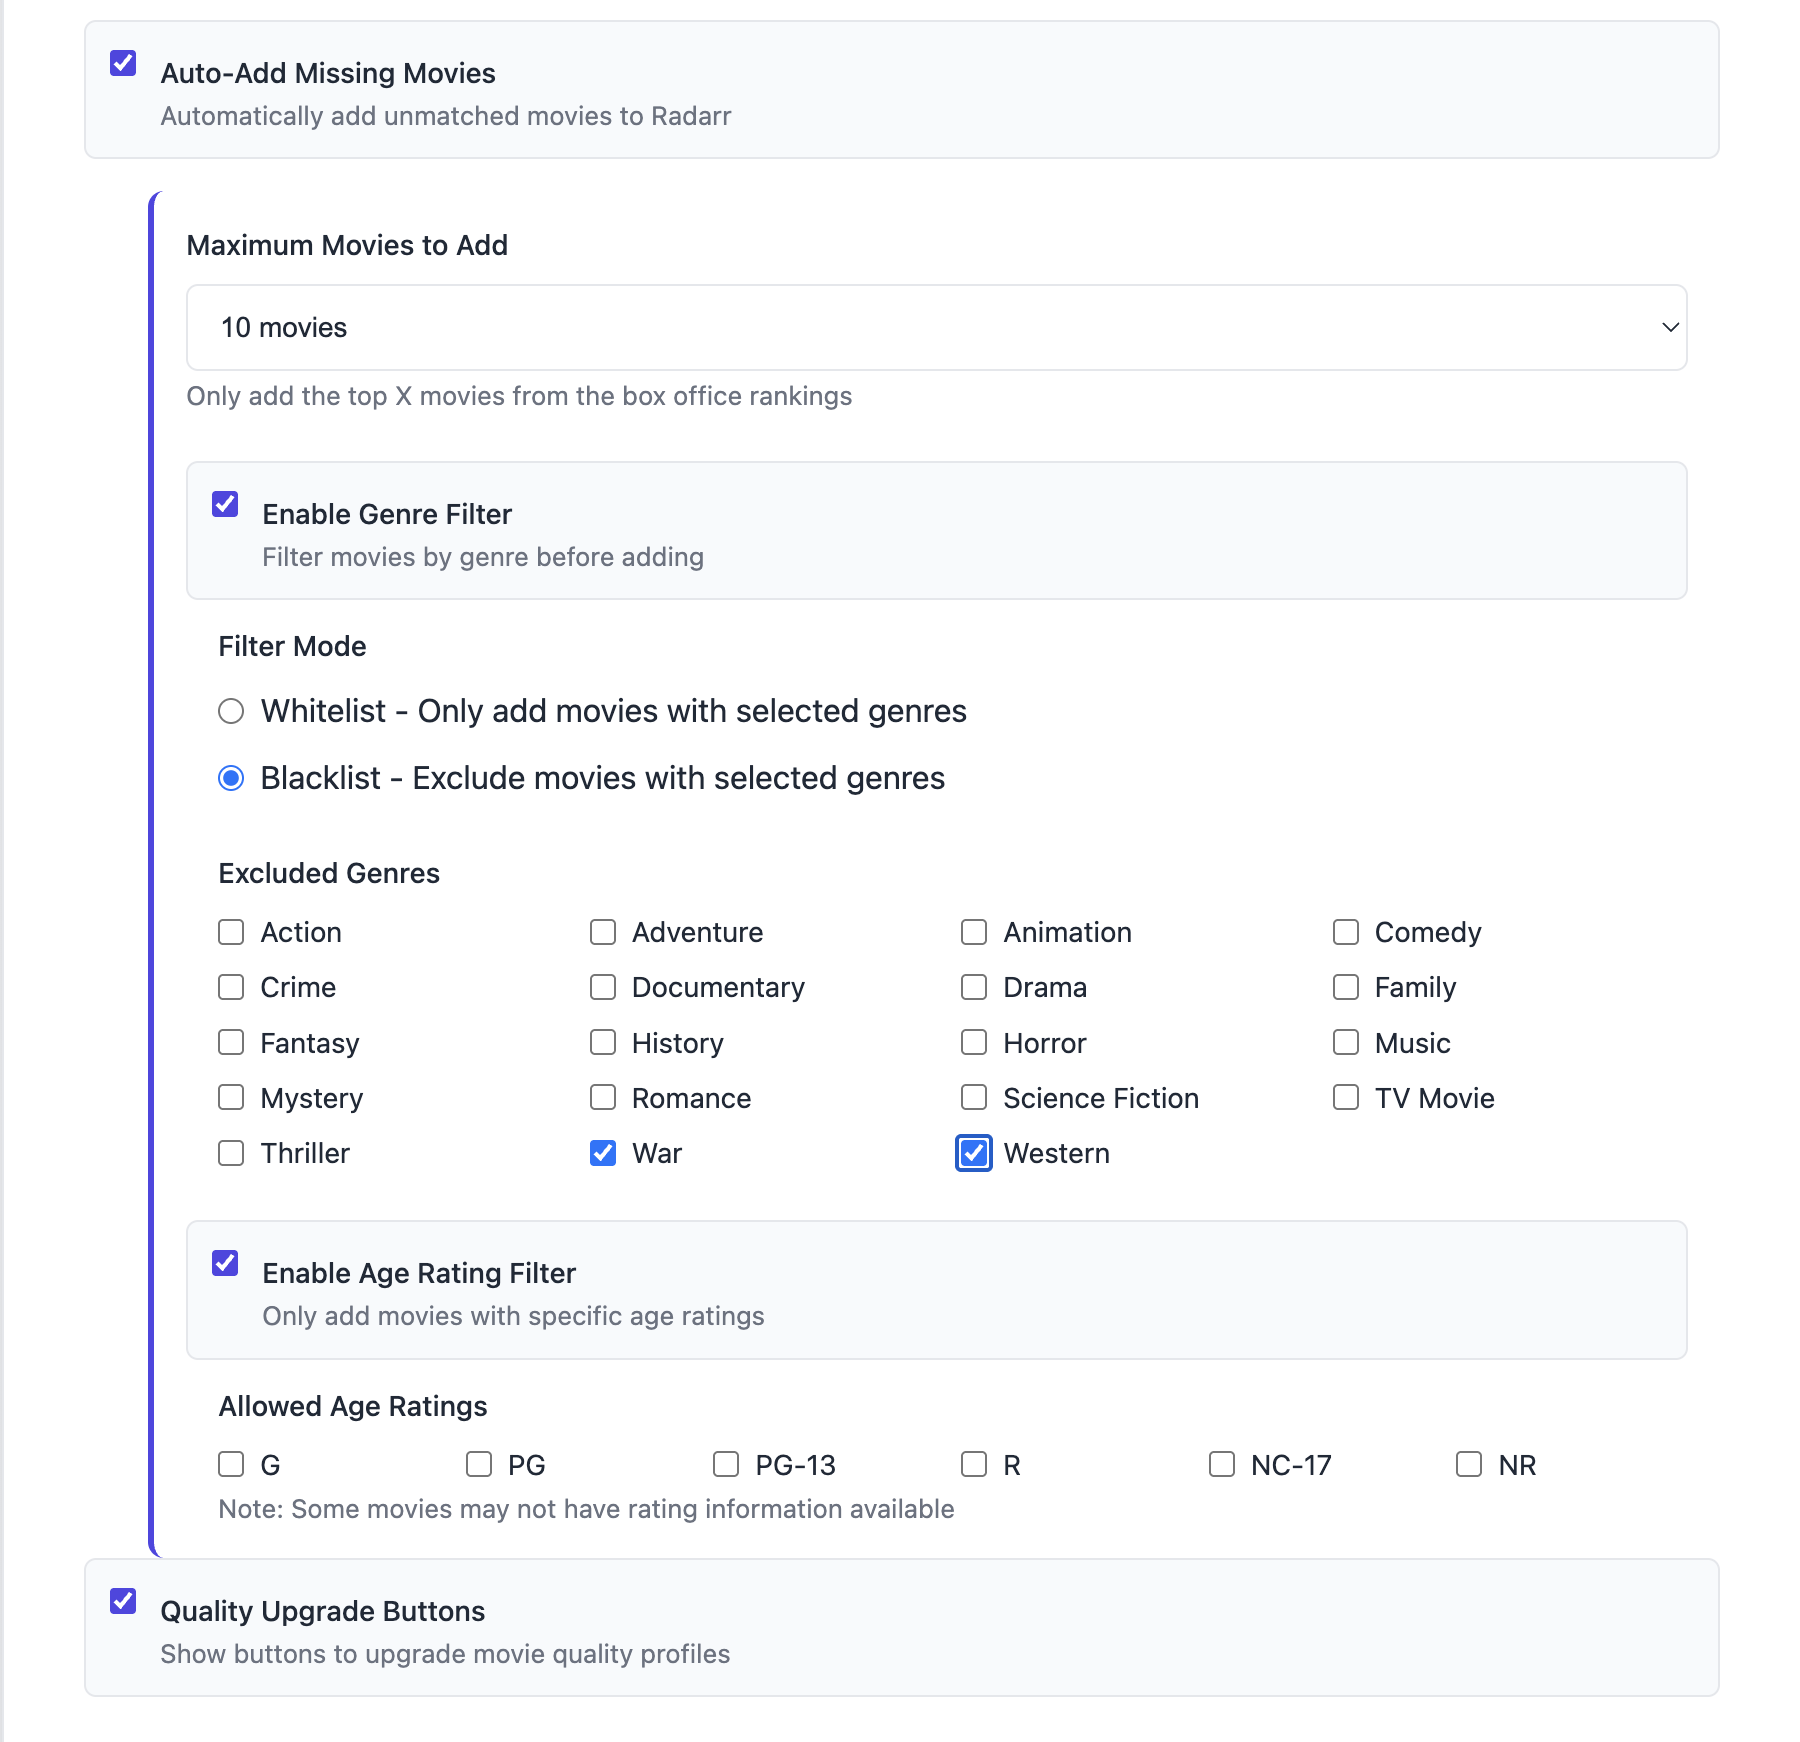 Auto-Add Missing Movies
Automatically add unmatched movies to Radarr
Maximum Movies to Add
10 movies
Only add the top X movies from the box office rankings
Enable Genre Filter
Filter movies by genre before adding
Filter Mode
Whitelist - Only add movies with selected genres
Blacklist - Exclude movies with selected genres
Excluded Genres
Action Adventure Animation Comedy
Crime Documentary Drama Family
Fantasy History Horror Music
Mystery Romance Science Fiction TV Movie
Thriller War Western
Enable Age Rating Filter
Only add movies with specific age ratings
Allowed Age Ratings
G PG PG-13 R NC-17 NR
Note: Some movies may not have rating information available
Quality Upgrade Buttons
Show buttons to upgrade movie quality profiles